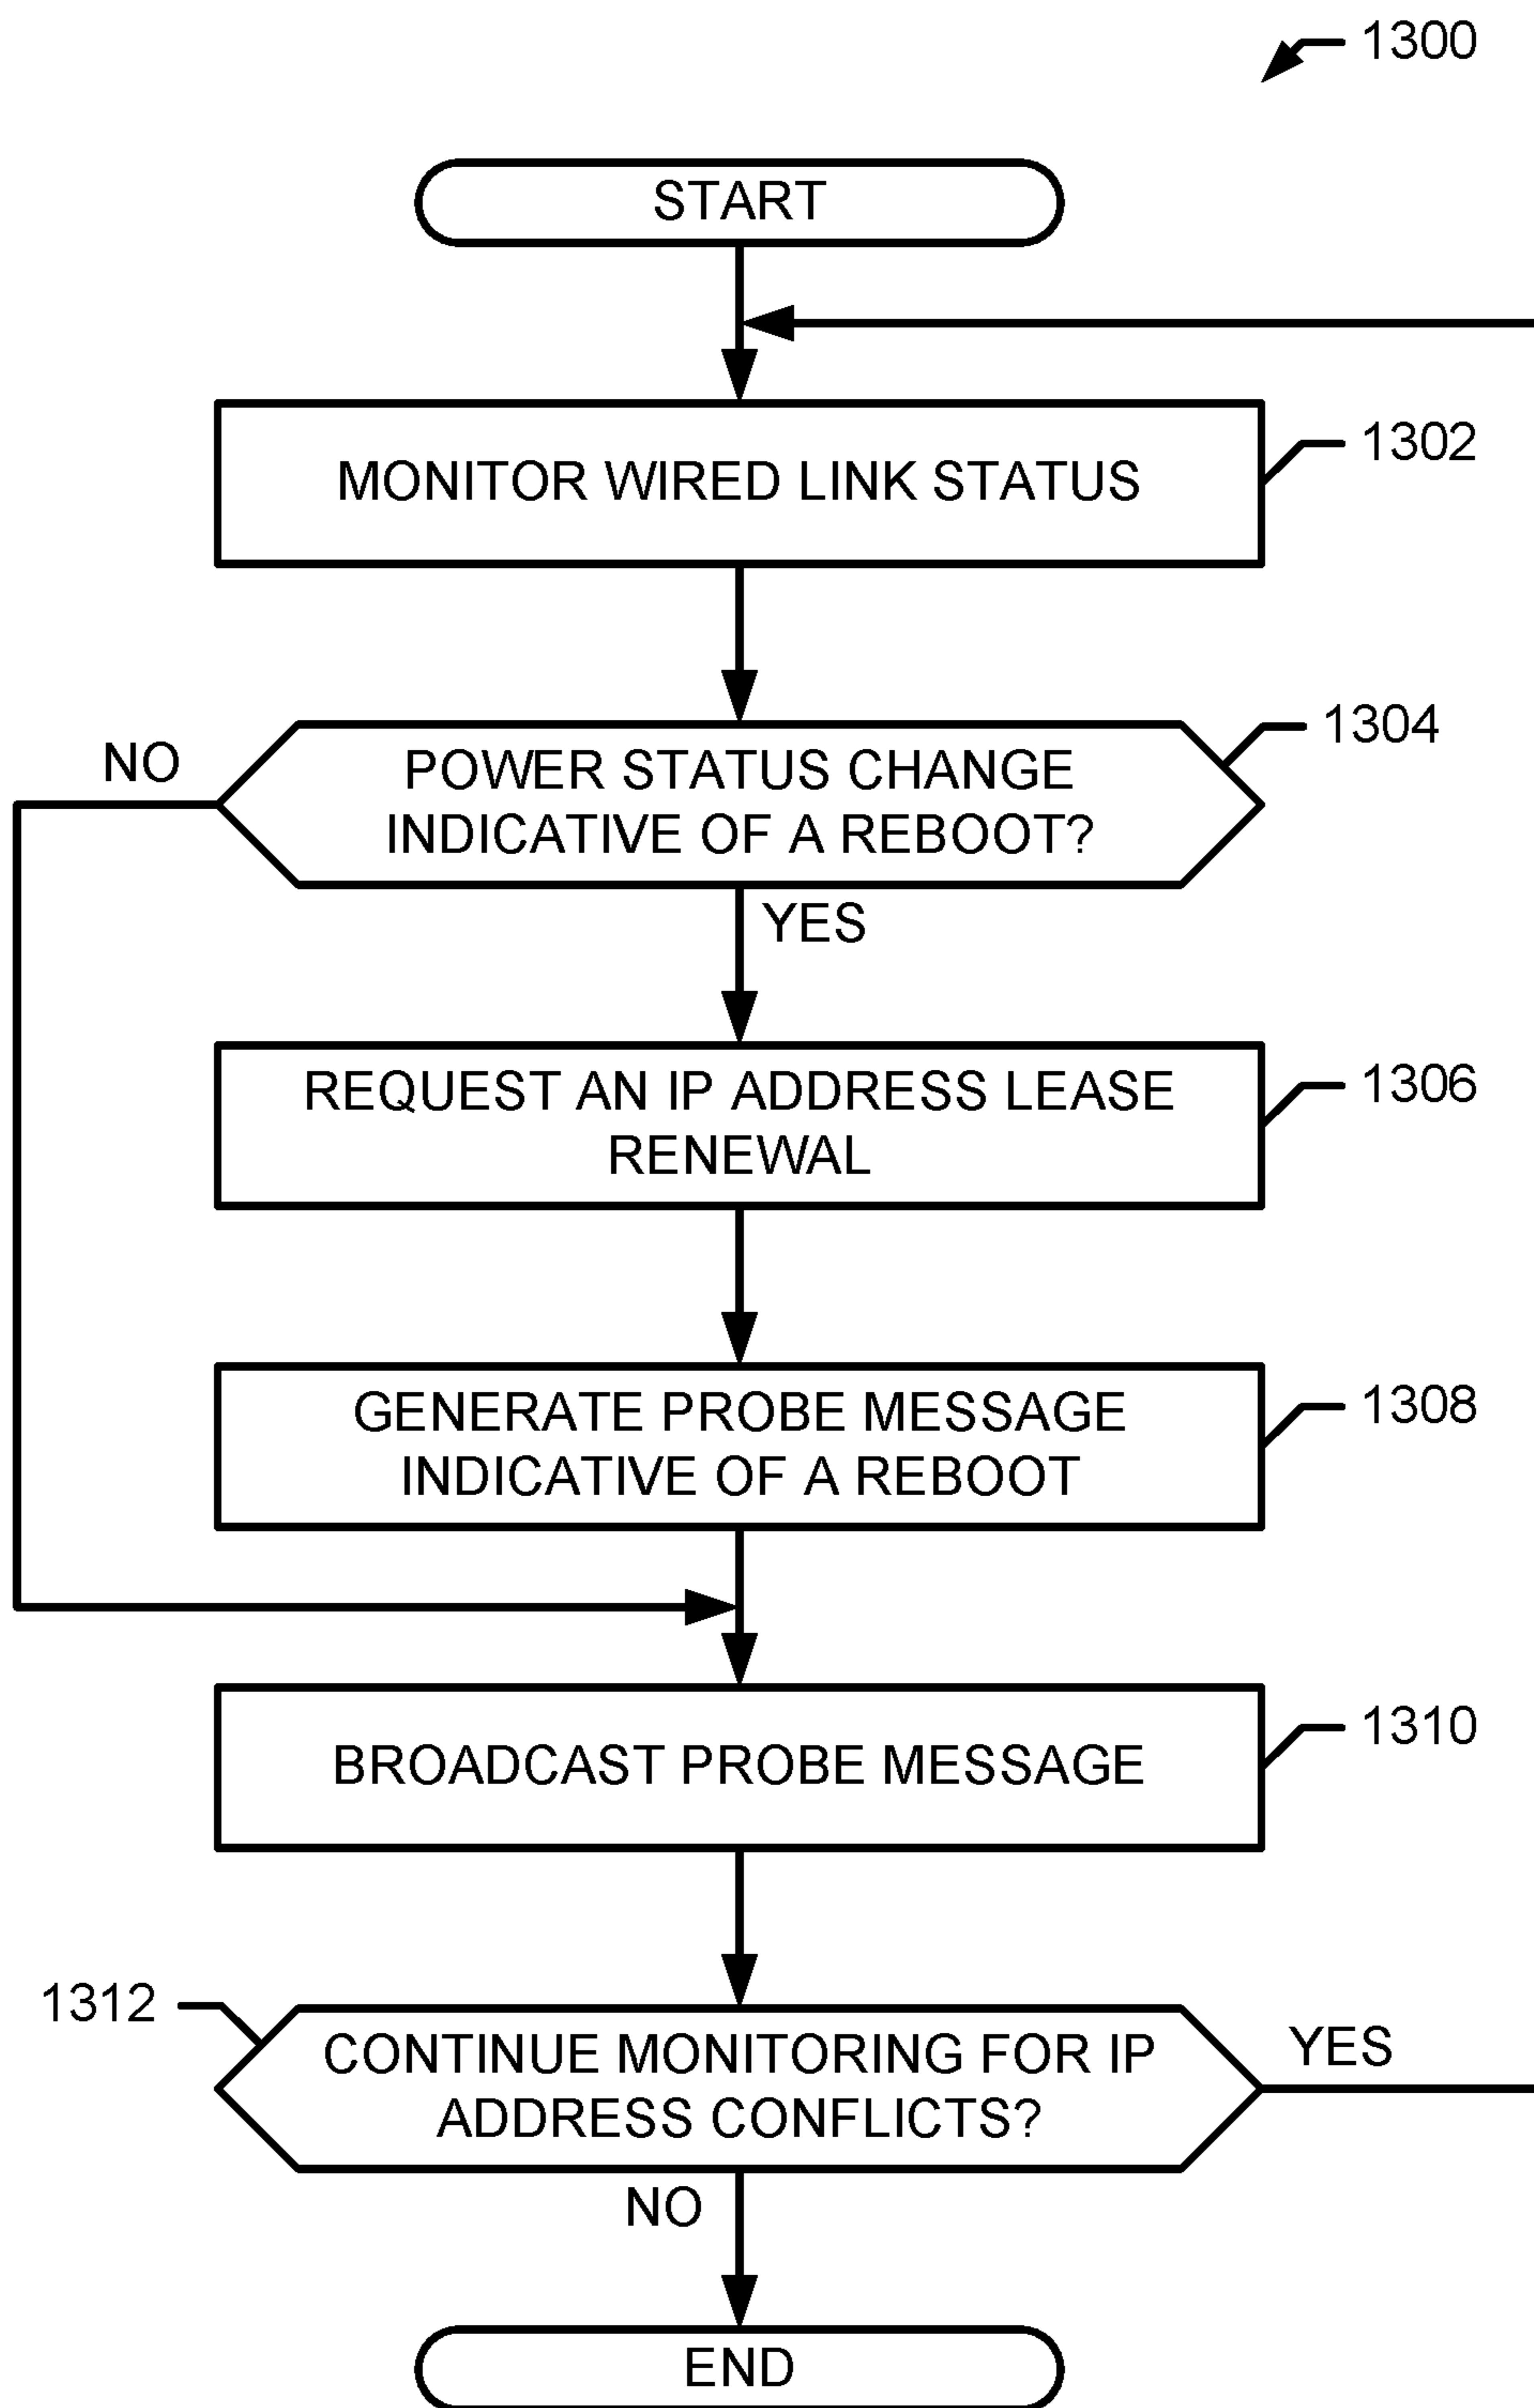 1300
START
MONITOR WIRED LINK STATUS
1302
NO
POWER STATUS CHANGE
INDICATIVE OF A REBOOT?
1304
YES
REQUEST AN IP ADDRESS LEASE
RENEWAL
1306
GENERATE PROBE MESSAGE
INDICATIVE OF A REBOOT
1308
BROADCAST PROBE MESSAGE
1310
1312
CONTINUE MONITORING FOR IP
ADDRESS CONFLICTS?
YES
NO
END